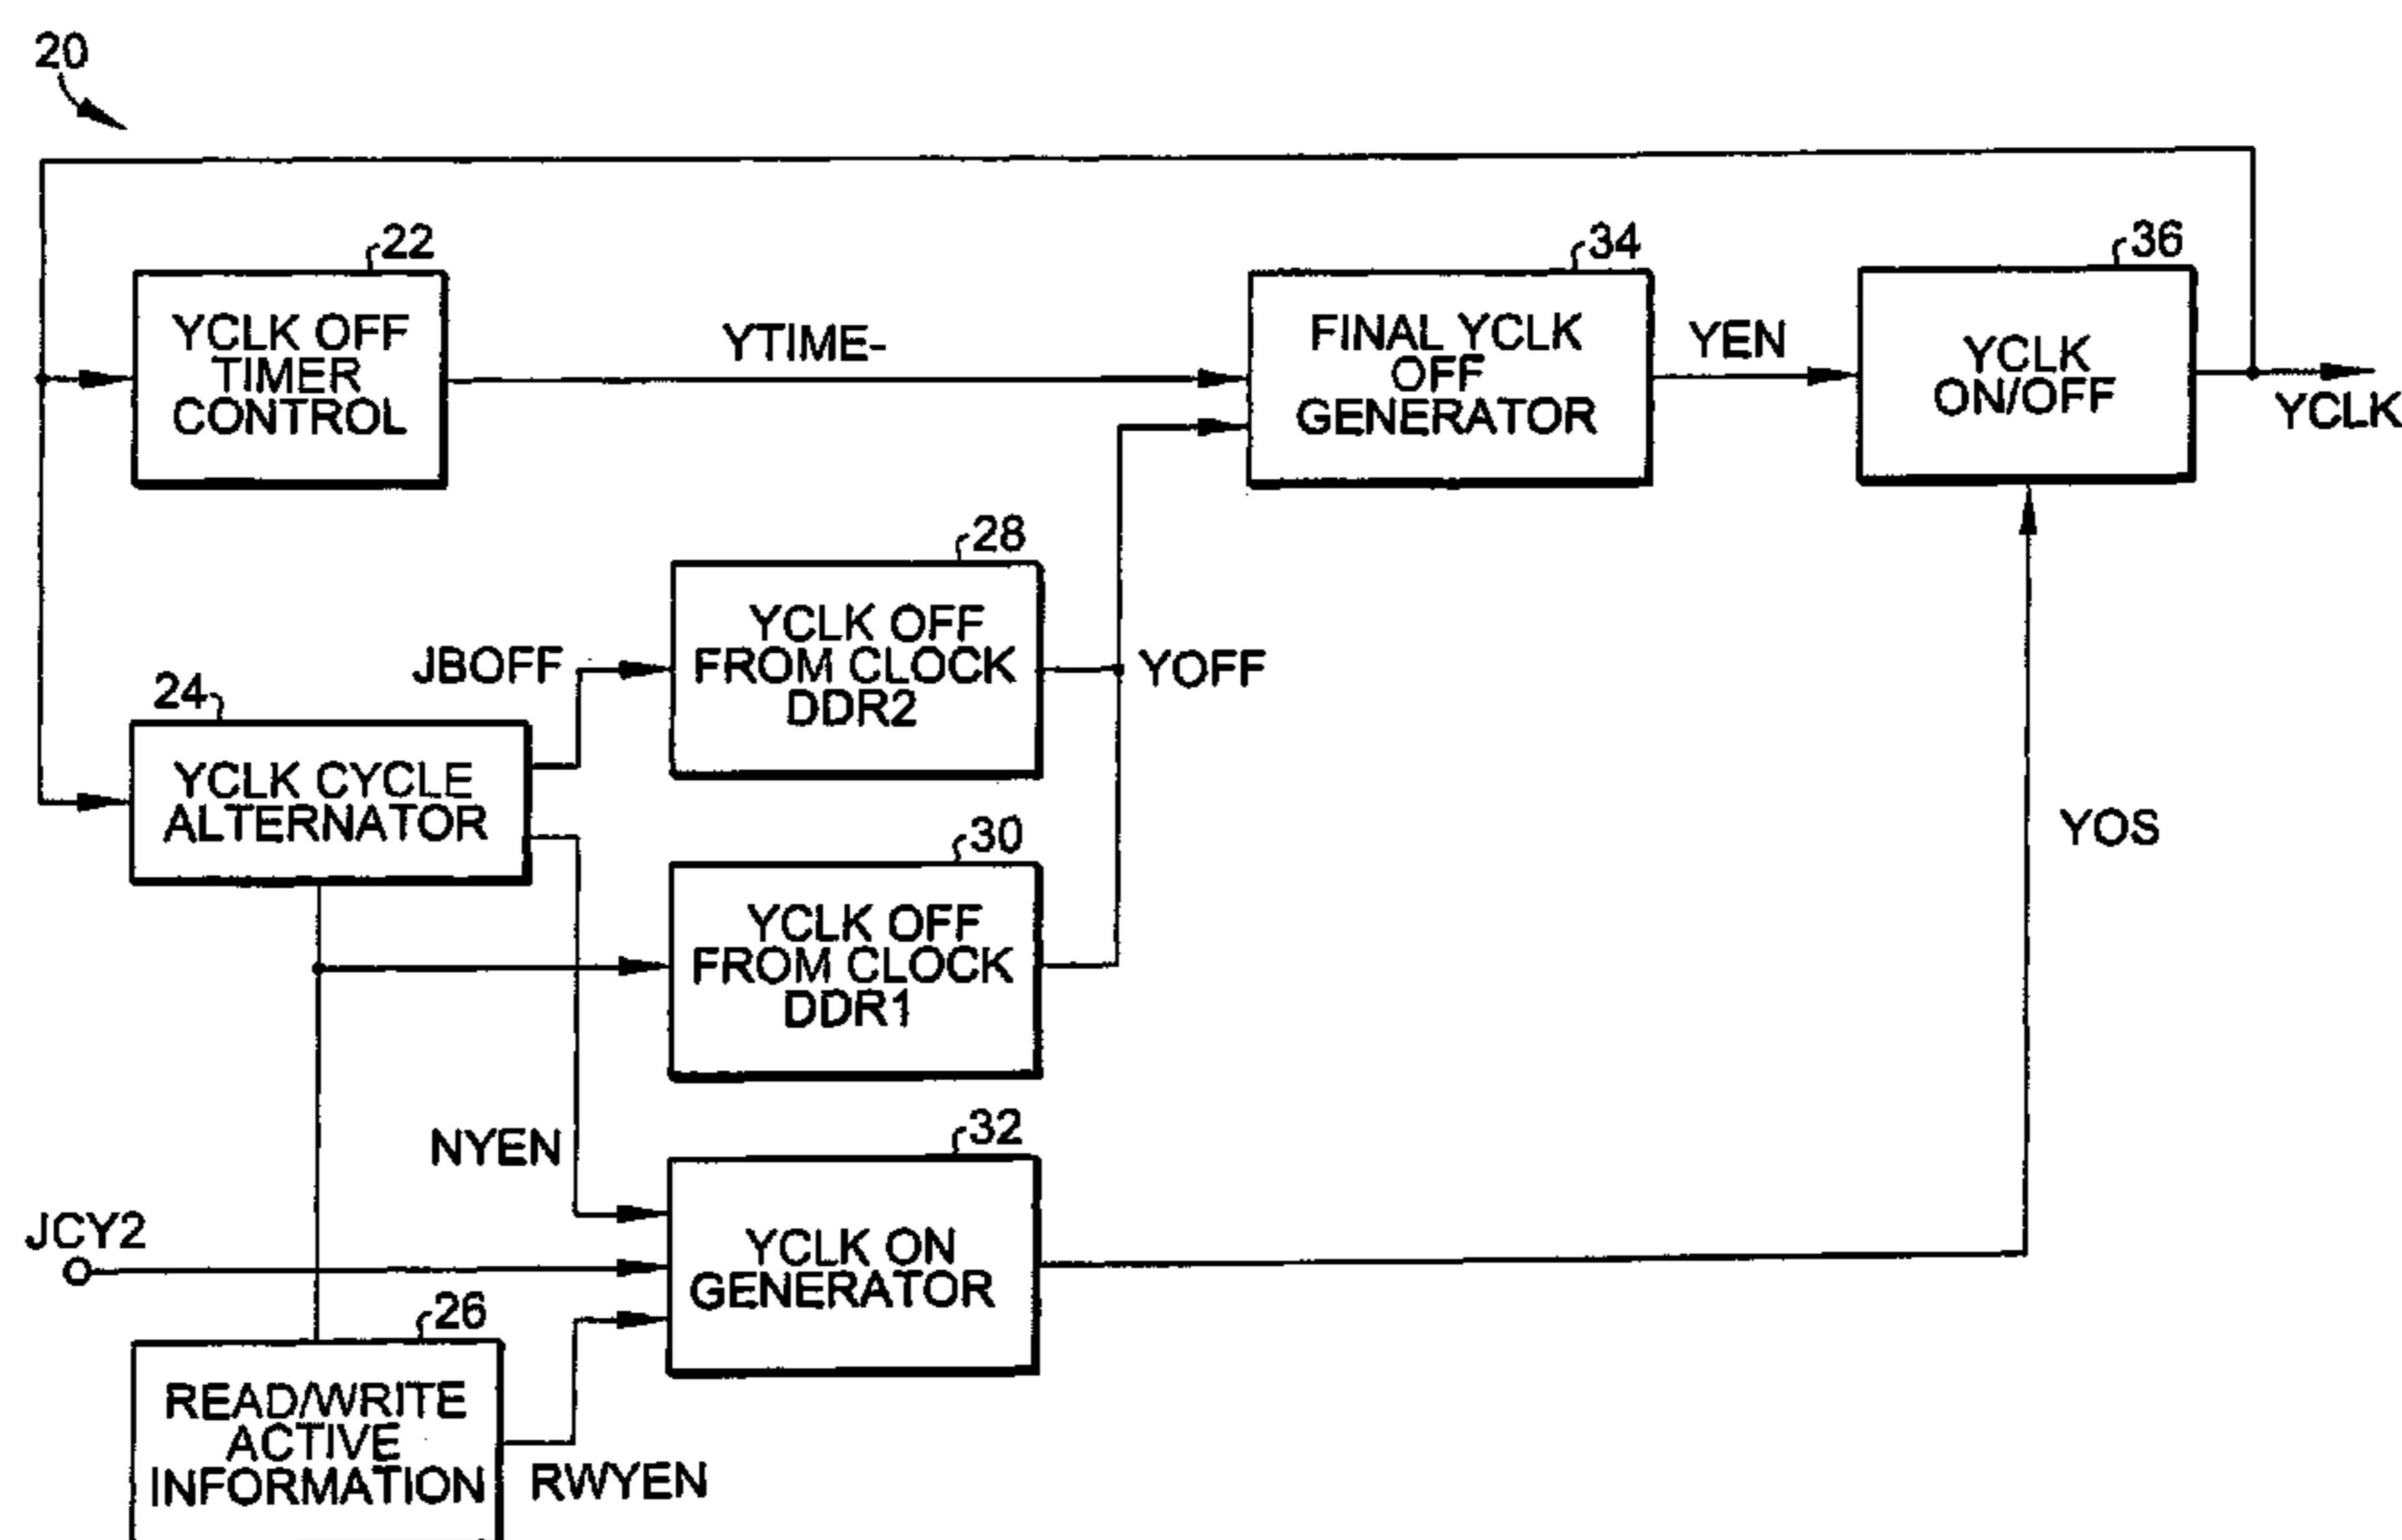 20
22
YCLK OFF
TIMER
CONTROL
YTIME-
34
FINAL YCLK
OFF
GENERATOR
YEN
36
YCLK
ON/OFF
YCLK
28
YCLK OFF
FROM CLOCK
DDR2
JBOFF
YOFF
24
YCLK CYCLE
ALTERNATOR
30
YCLK OFF
FROM CLOCK
DDR1
YOS
NYEN
32
YCLK ON
GENERATOR
JCY2
26
READ/WRITE
ACTIVE
INFORMATION
RWYEN